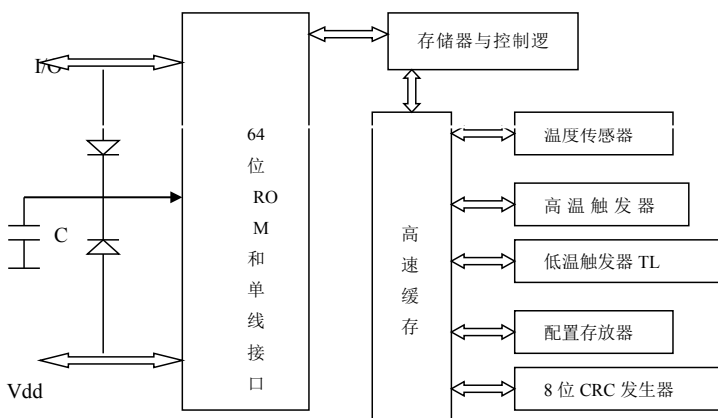 存储器与控制逻
I/O
64
位
RO
M
和
单
线
接
口
C
Vdd
高
速
缓
存
温度传感器
高温触发器
低温触发器 TL
配置存放器
8 位 CRC 发生器